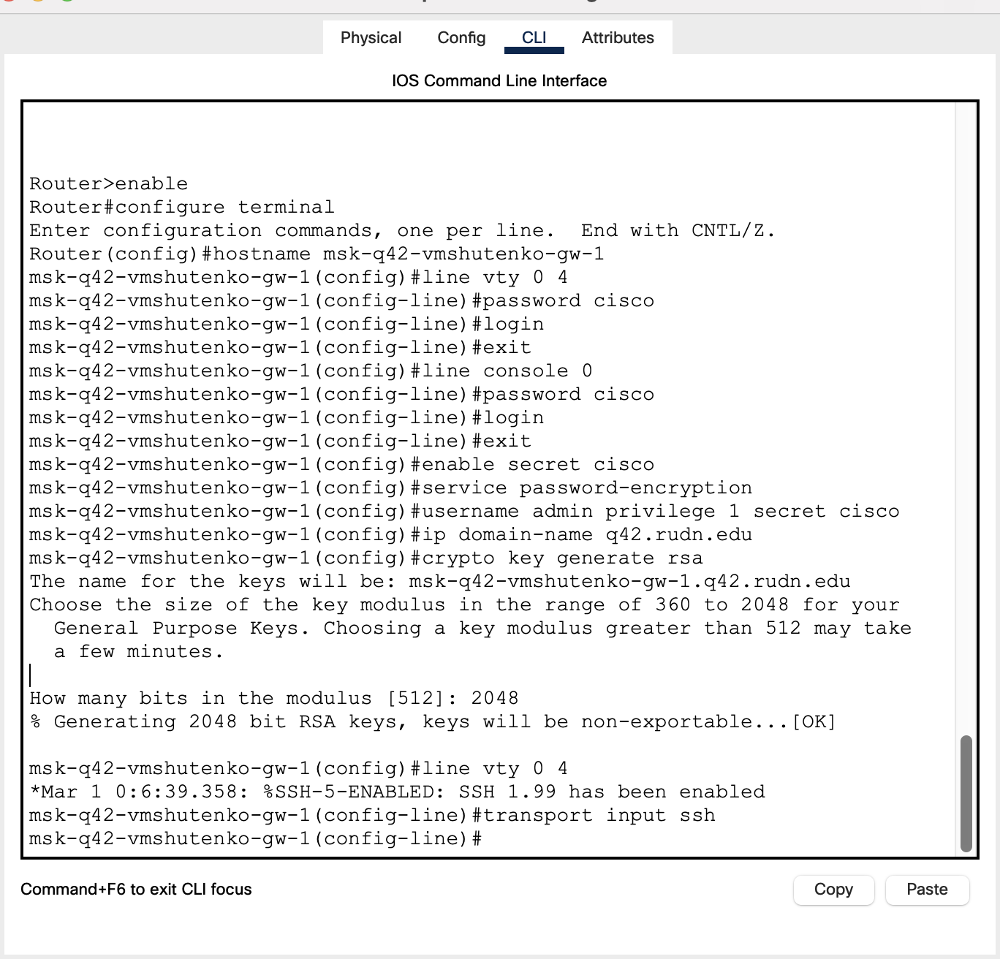 Physical Config CLI Attributes
IOS Command Line Interface
Router>enable
Router#configure terminal
Enter configuration commands, one per line.  End with CNTL/Z.
Router(config)#hostname msk-q42-vmshutenko-gw-1
msk-q42-vmshutenko-gw-1(config)#line vty 0 4
msk-q42-vmshutenko-gw-1(config-line)#password cisco
msk-q42-vmshutenko-gw-1(config-line)#login
msk-q42-vmshutenko-gw-1(config-line)#exit
msk-q42-vmshutenko-gw-1(config)#line console 0
msk-q42-vmshutenko-gw-1(config-line)#password cisco
msk-q42-vmshutenko-gw-1(config-line)#login
msk-q42-vmshutenko-gw-1(config-line)#exit
msk-q42-vmshutenko-gw-1(config)#enable secret cisco
msk-q42-vmshutenko-gw-1(config)#service password-encryption
msk-q42-vmshutenko-gw-1(config)#username admin privilege 1 secret cisco
msk-q42-vmshutenko-gw-1(config)#ip domain-name q42.rudn.edu
msk-q42-vmshutenko-gw-1(config)#crypto key generate rsa
The name for the keys will be: msk-q42-vmshutenko-gw-1.q42.rudn.edu
Choose the size of the key modulus in the range of 360 to 2048 for your
  General Purpose Keys. Choosing a key modulus greater than 512 may take
  a few minutes.
How many bits in the modulus [512]: 2048
% Generating 2048 bit RSA keys, keys will be non-exportable...[OK]
msk-q42-vmshutenko-gw-1(config)#line vty 0 4
*Mar 1 0:6:39.358: %SSH-5-ENABLED: SSH 1.99 has been enabled
msk-q42-vmshutenko-gw-1(config-line)#transport input ssh
msk-q42-vmshutenko-gw-1(config-line)#
Command+F6 to exit CLI focus
Copy Paste